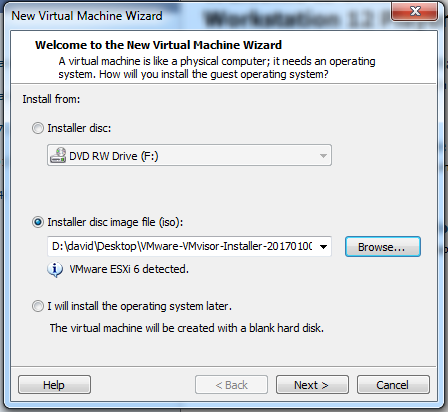 Workstation 12 Player
New Virtual Machine Wizard
Welcome to the New Virtual Machine Wizard
A virtual machine is like a physical computer; it needs an operating
system. How will you install the guest operating system?
Install from:
Installer disc:
DVD RW Drive (F:)
Installer disc image file (iso):
D:\david\Desktop\VMware-VMvisor-Installer-20170100
Browse...
VMware ESXi 6 detected.
I will install the operating system later.
The virtual machine will be created with a blank hard disk.
Help
< Back
Next >
Cancel